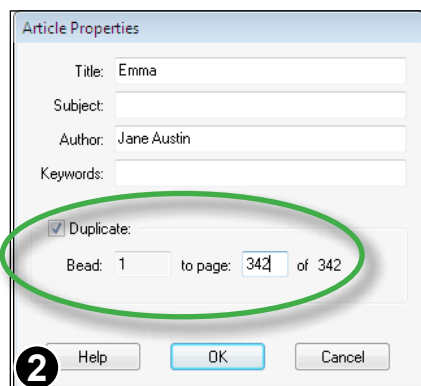 Article Properties
Title: Emma
Subject:
Author: Jane Austin
Keywords:
Duplicate:
Bead: 1 to page: 342 of 342
2 Help OK Cancel